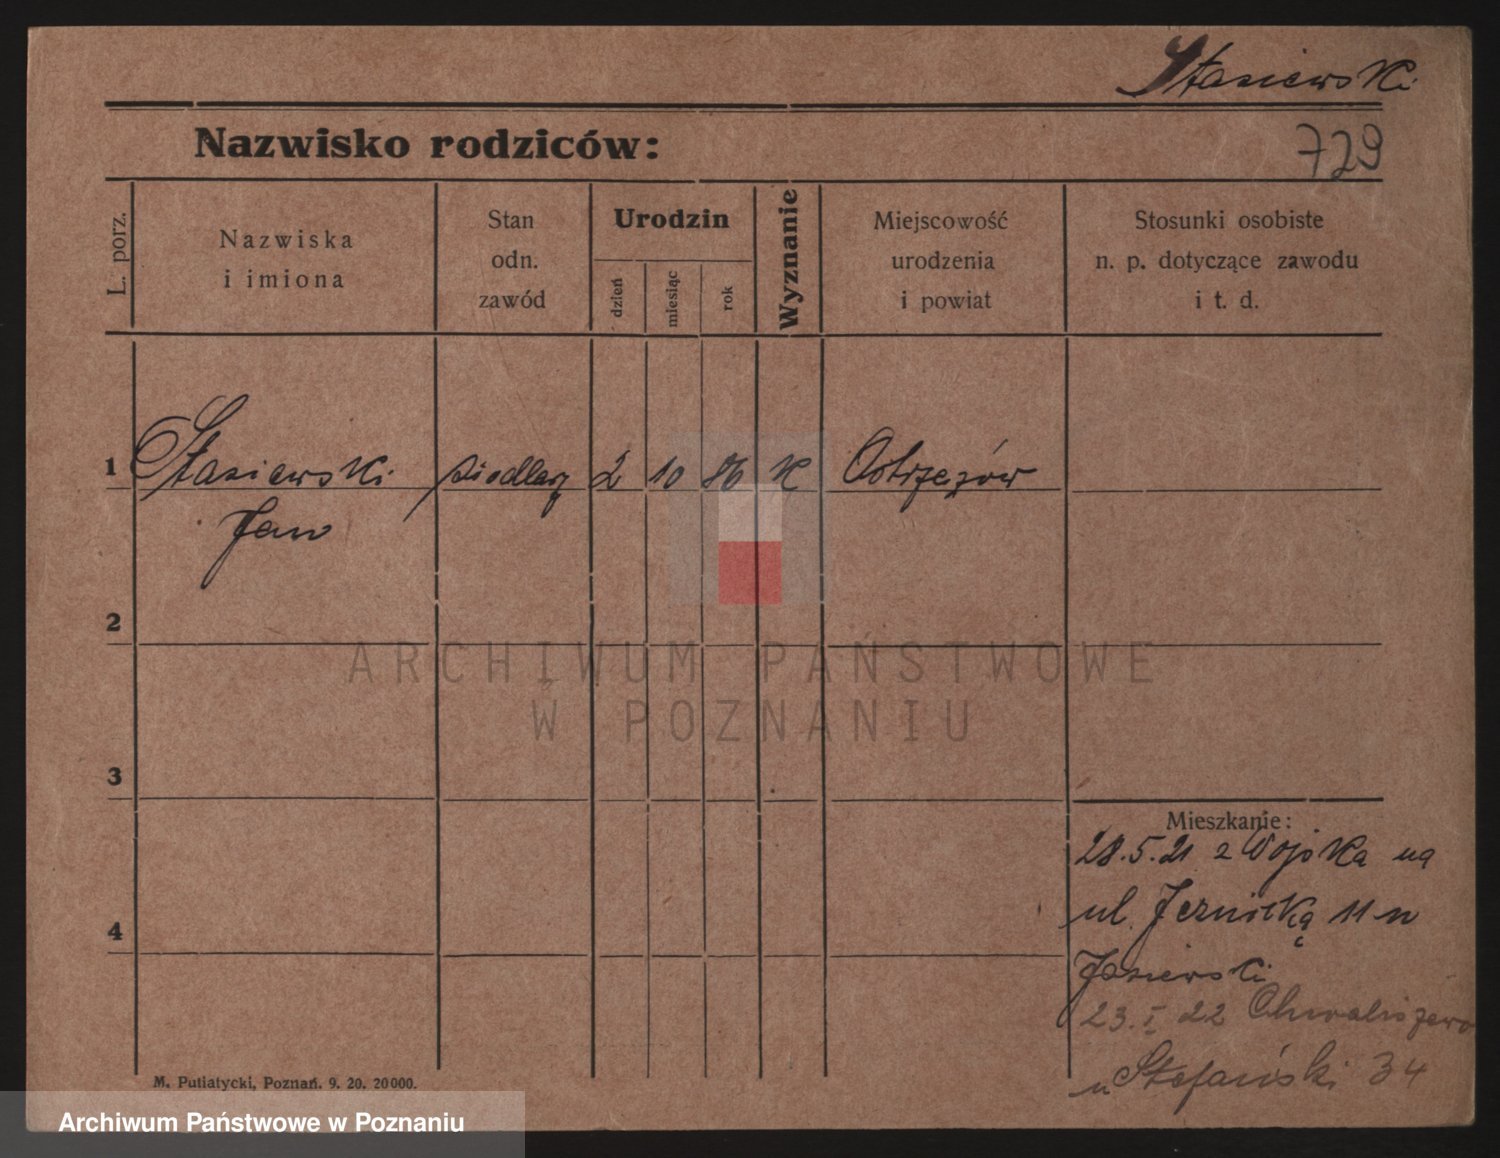 Stasiewski
Nazwisko rodziców:
729
L. porz.
Nazwiska
i imiona
Stan
odn.
zawód
Urodzin
dzień
miesiąc
rok
Wyznanie
Miejscowość
urodzenia
i powiat
Stosunki osobiste
n. p. dotyczące zawodu
i t. d.
1 Stasiewski siodlarz 2 10 86 K Ostrzeszów
Jan
2
3
4
Mieszkanie:
28.5.21 z Wojska na
ul. 11 u
Jasiewski
23.I 22 Chwaliszewo
u Stefański 34
M. Putiatycki, Poznań. 9. 20. 20000.
ARCHIWUM PAŃSTWOWE
W POZNANIU
Archiwum Państwowe w Poznaniu